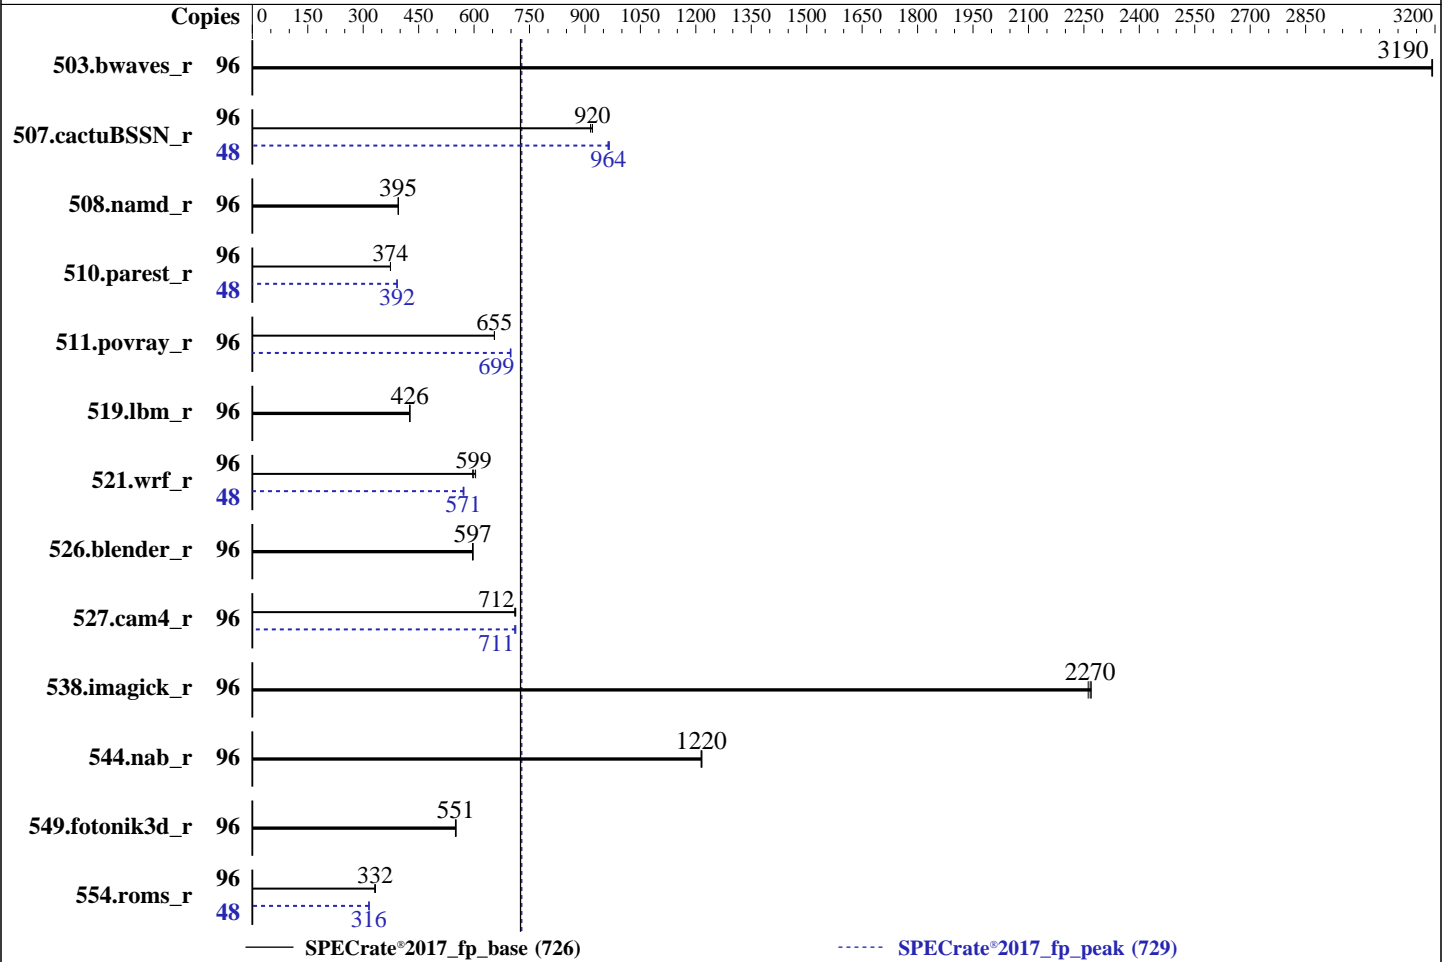 Copies 0 150 300 450 600 750 900 1050 1200 1350 1500 1650 1800 1950 2100 2250 2400 2550 2700 2850 3200
503.bwaves_r 96 3190
507.cactuBSSN_r 96 920
48 964
508.namd_r 96 395
510.parest_r 96 374
48 392
511.povray_r 96 655
699
519.lbm_r 96 426
521.wrf_r 96 599
48 571
526.blender_r 96 597
527.cam4_r 96 712
711
538.imagick_r 96 2270
544.nab_r 96 1220
549.fotonik3d_r 96 551
554.roms_r 96 332
48 316
SPECrate®2017_fp_base (726) SPECrate®2017_fp_peak (729)